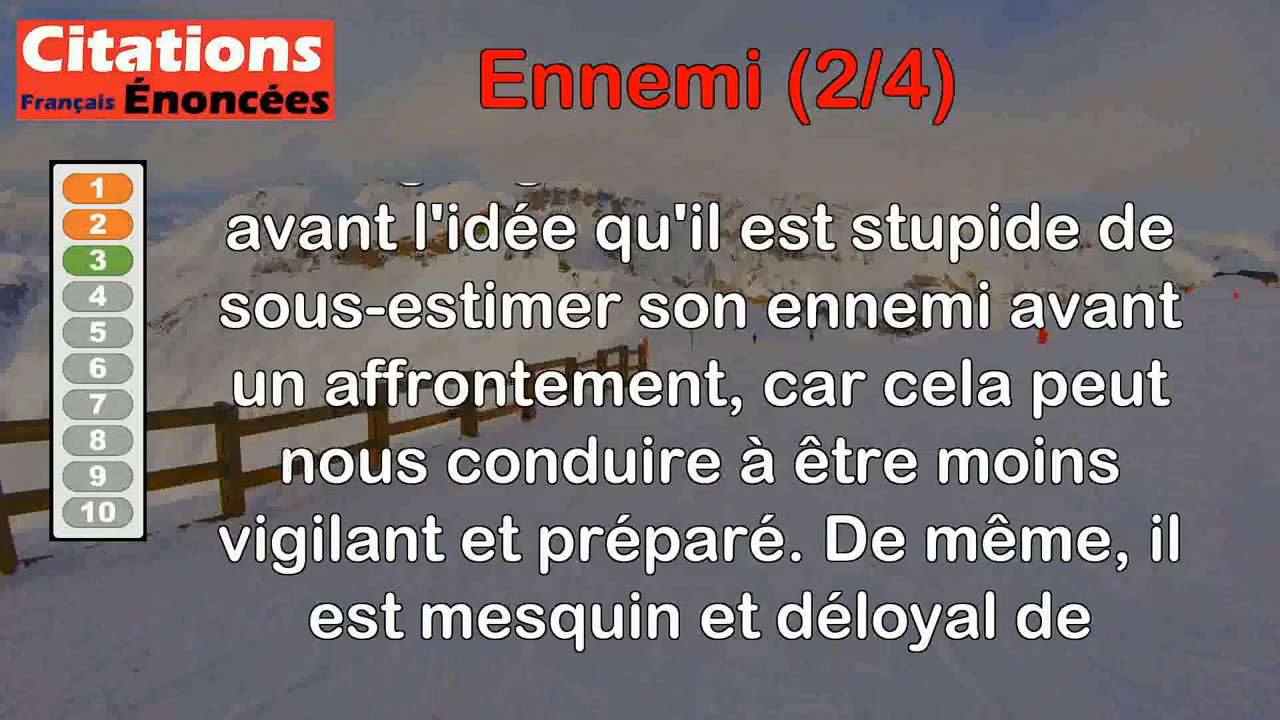 Citations
Français Énoncées
Ennemi (2/4)
1
2
3
4
5
6
7
8
9
10
avant l'idée qu'il est stupide de
sous-estimer son ennemi avant
un affrontement, car cela peut
nous conduire à être moins
vigilant et préparé. De même, il
est mesquin et déloyal de